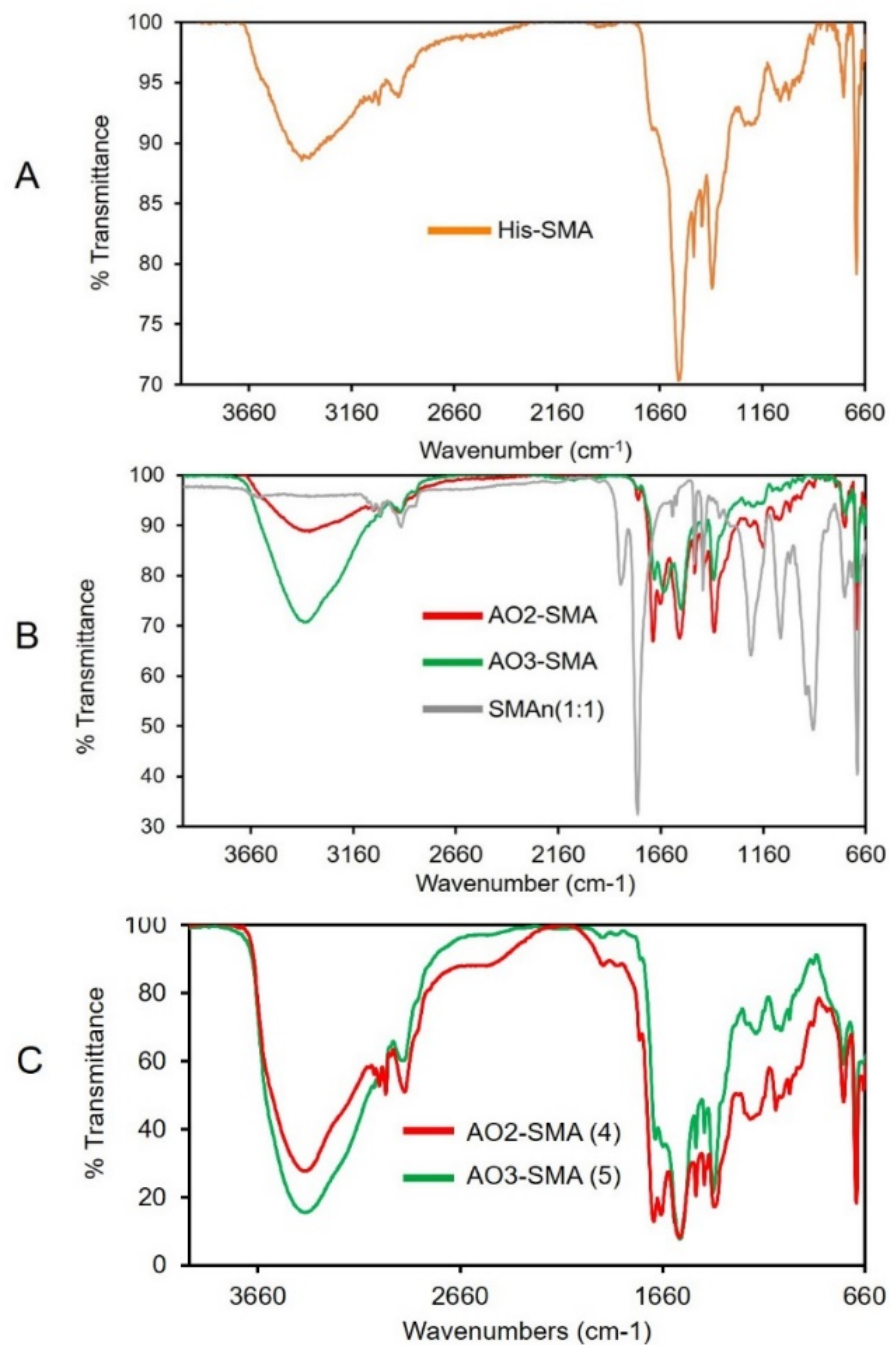 A
% Transmittance
100
95
90
85
80
75
70
His-SMA
3660 3160 2660 2160 1660 1160 660
Wavenumber (cm-1)
B
% Transmittance
100
90
80
70
60
50
40
30
AO2-SMA
AO3-SMA
SMAn(1:1)
3660 3160 2660 2160 1660 1160 660
Wavenumber (cm-1)
C
% Transmittance
100
80
60
40
20
0
AO2-SMA (4)
AO3-SMA (5)
3660 2660 1660 660
Wavenumbers (cm-1)